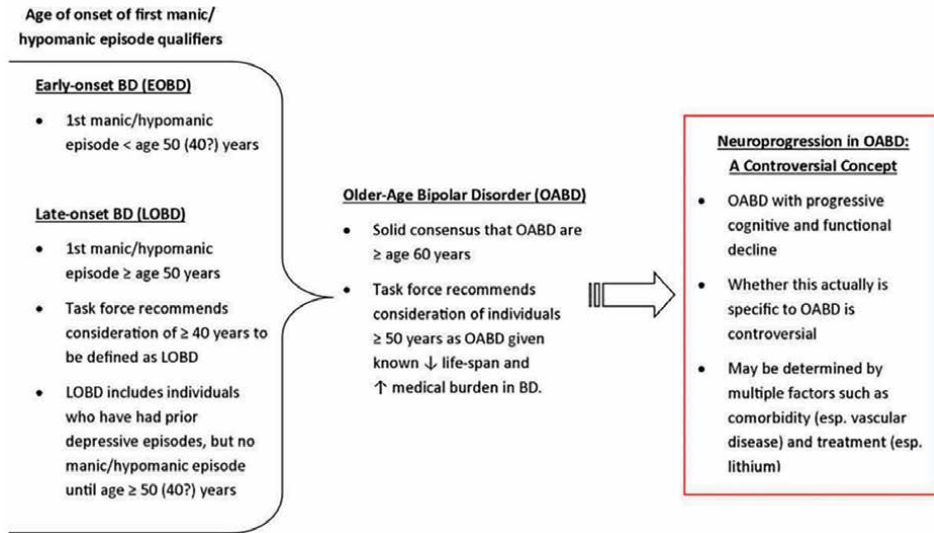 Age of onset of first manic/
hypomanic episode qualifiers
Early-onset BD (EOBD)
• 1st manic/hypomanic
episode < age 50 (40?) years
Late-onset BD (LOBD)
• 1st manic/hypomanic
episode ≥ age 50 years
• Task force recommends
consideration of ≥ 40 years to
be defined as LOBD
• LOBD includes individuals
who have had prior
depressive episodes, but no
manic/hypomanic episode
until age ≥ 50 (40?) years
Older-Age Bipolar Disorder (OABD)
• Solid consensus that OABD are
≥ age 60 years
• Task force recommends
consideration of individuals
≥ 50 years as OABD given
known ↓ life-span and
↑ medical burden in BD.
Neuroprogression in OABD:
A Controversial Concept
• OABD with progressive
cognitive and functional
decline
• Whether this actually is
specific to OABD is
controversial
• May be determined by
multiple factors such as
comorbidity (esp. vascular
disease) and treatment (esp.
lithium)